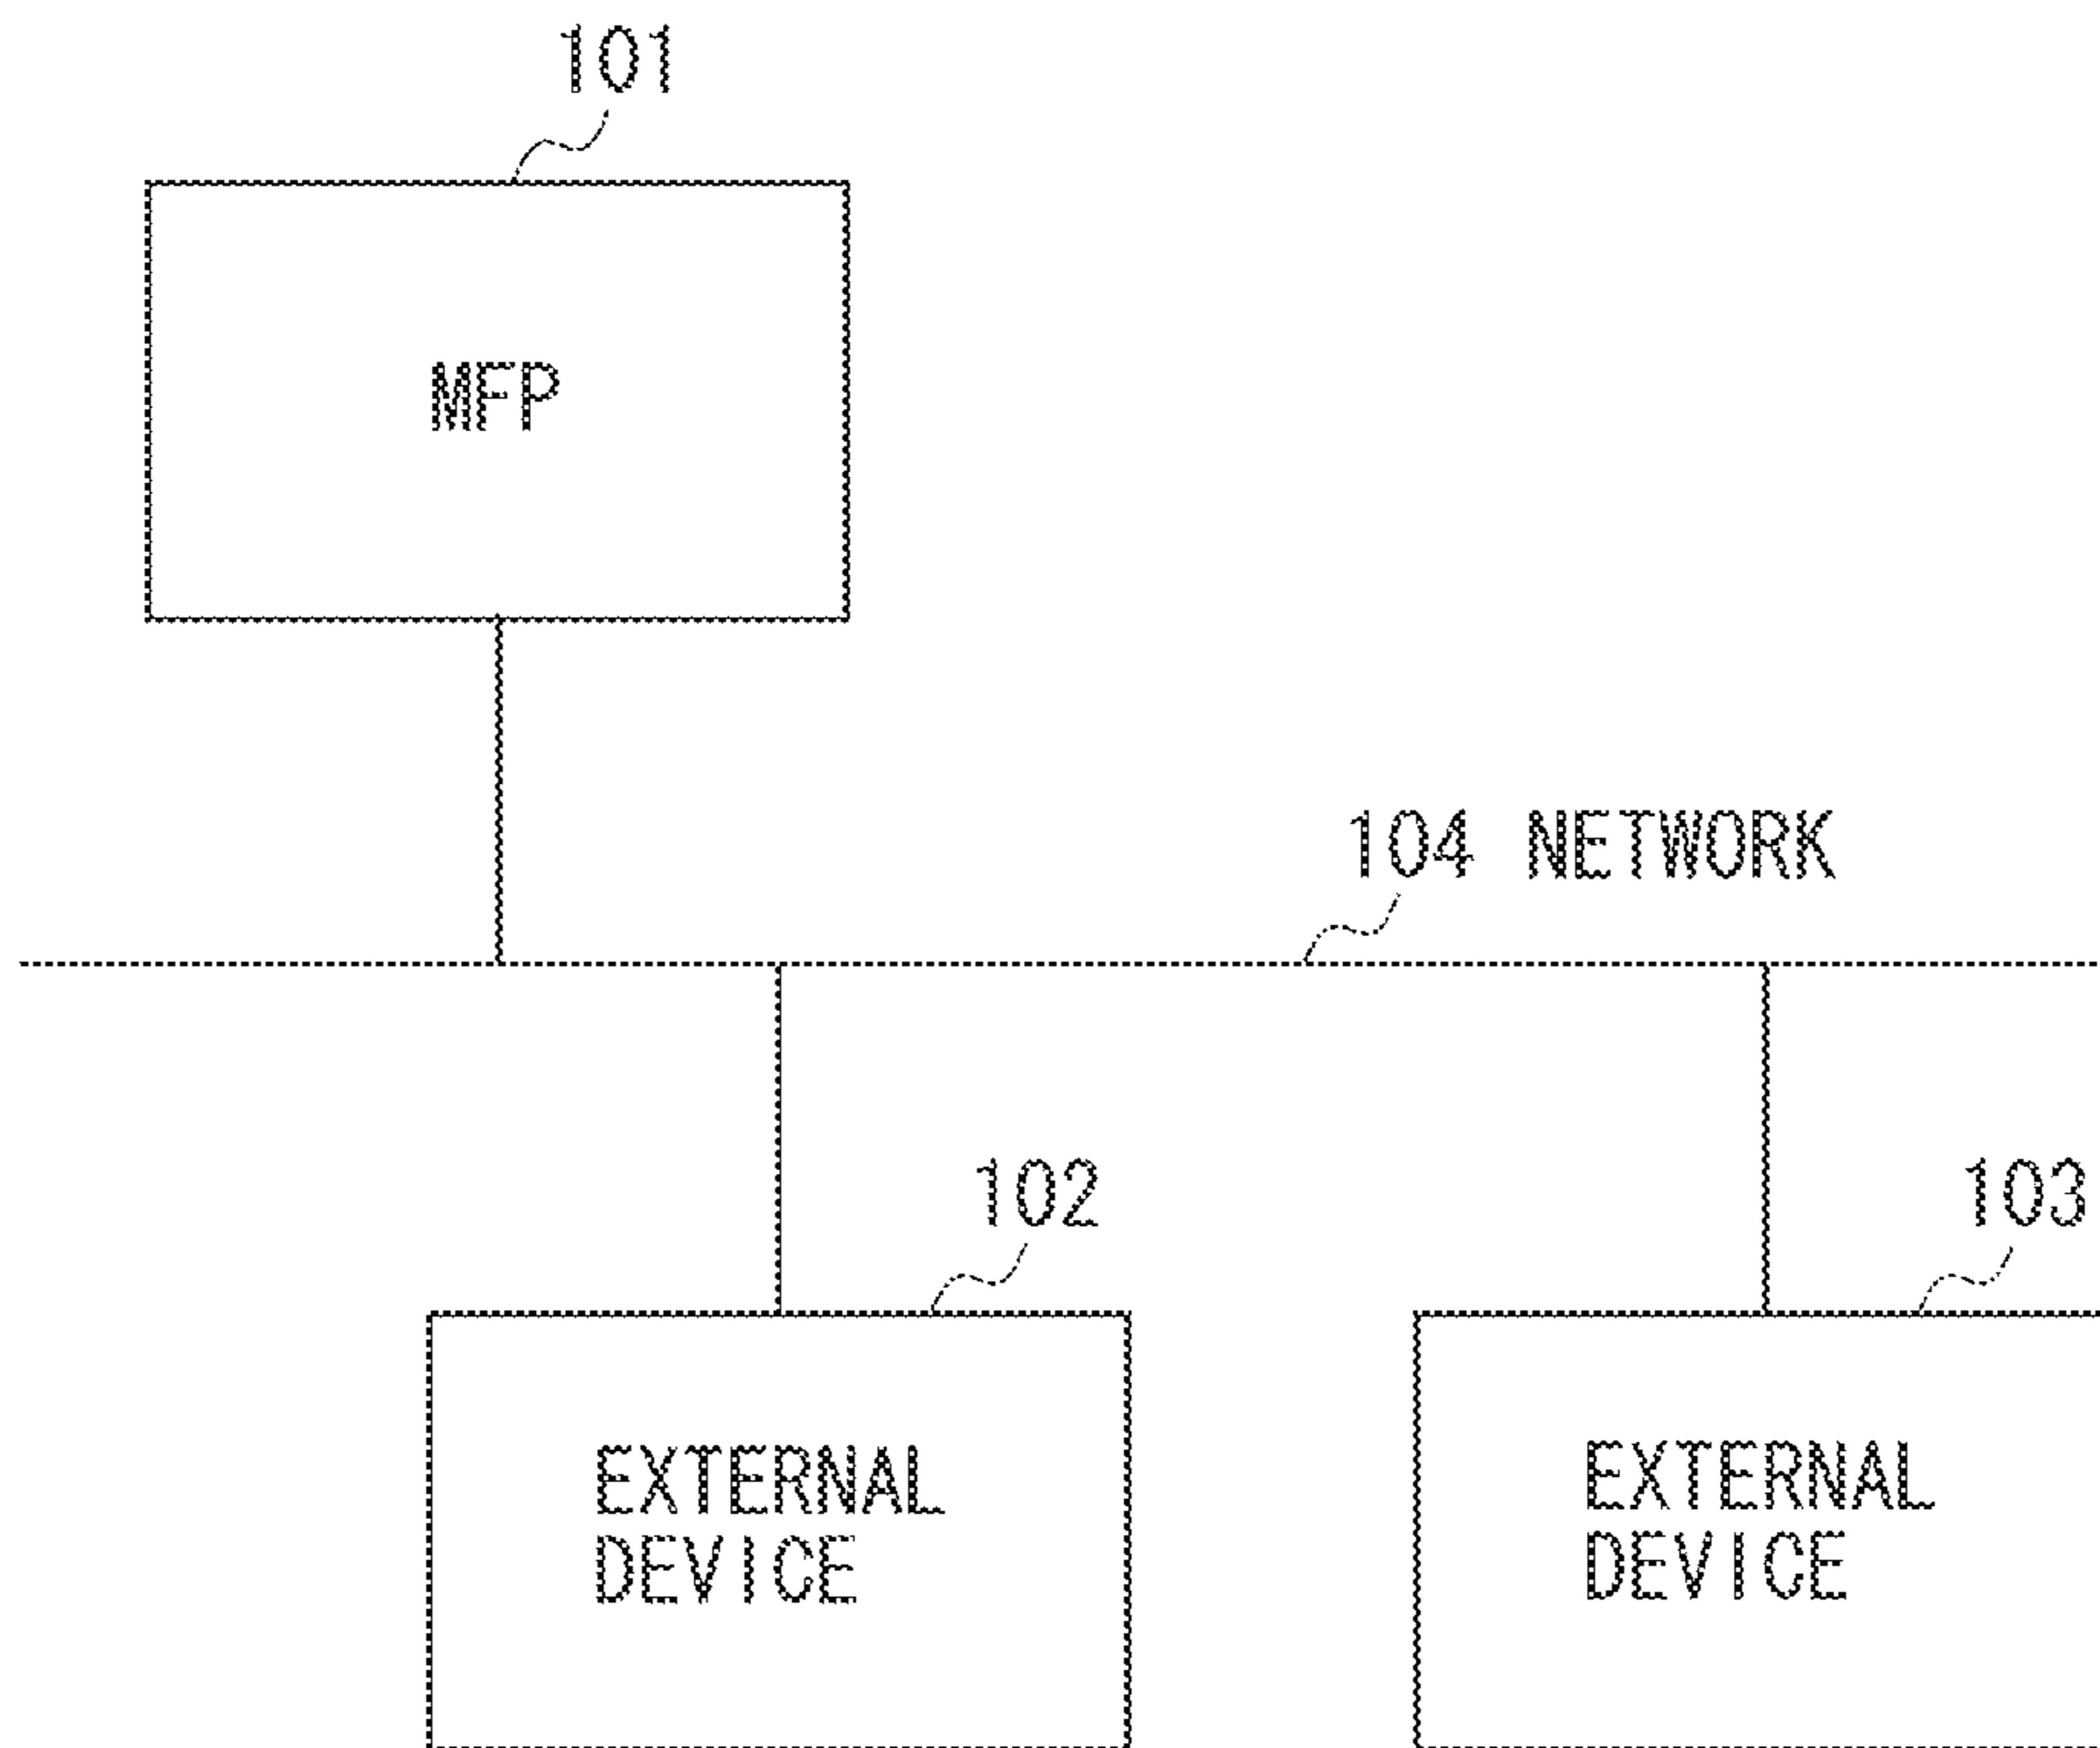 101
MFP
104 NETWORK
102
103
EXTERNAL
DEVICE
EXTERNAL
DEVICE